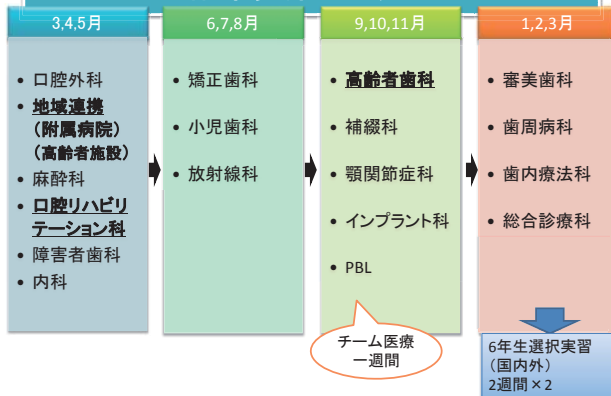 3,4,5月
• 口腔外科
• 地域連携
(附属病院)
(高齢者施設)
• 麻酔科
• 口腔リハビリ
テーション科
• 障害者歯科
• 内科
6,7,8月
• 矯正歯科
• 小児歯科
• 放射線科
9,10,11月
• 高齢者歯科
• 補綴科
• 顎関節症科
• インプラント科
• PBL
チーム医療
一週間
1,2,3月
• 審美歯科
• 歯周病科
• 歯内療法科
• 総合診療科
6年生選択実習
(国内外)
2週間×2